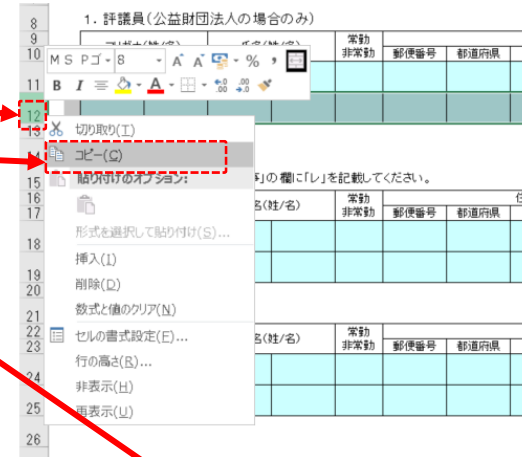 8 1．評議員（公益財団法人の場合のみ）
9 常勤
10 非常勤 郵便番号 都道府県
ＭＳ Ｐゴ 8 A A % ,
11 B I A
12
13 切り取り(T)
14 コピー(C)
15 貼り付けのオプション: の欄に「レ」を記載してください。
16 常勤
17 (姓/名) 非常勤 郵便番号 都道府県
形式を選択して貼り付け(S)...
18
挿入(I)
19
削除(D)
20
数式と値のクリア(N)
21
22 セルの書式設定(F)... 常勤
23 (姓/名) 非常勤 郵便番号 都道府県
行の高さ(R)...
24
非表示(H)
25 再表示(U)
26